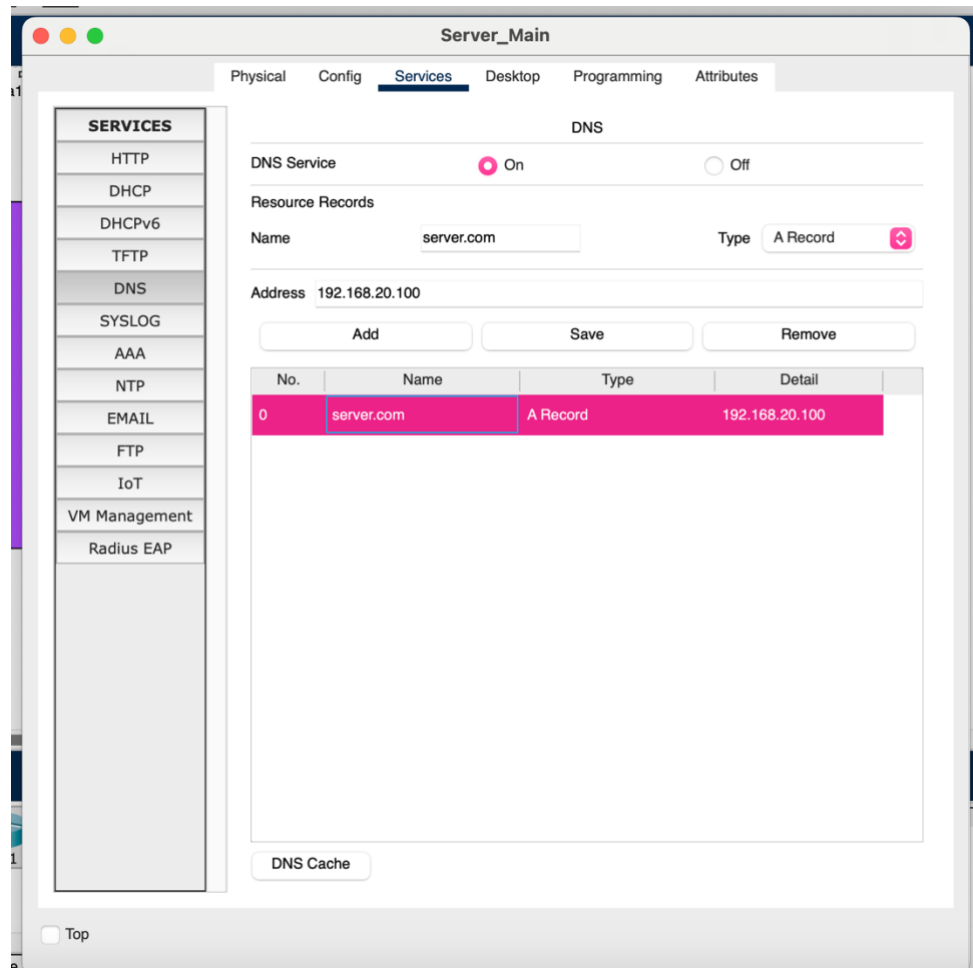 Server_Main
Physical Config Services Desktop Programming Attributes
SERVICES
HTTP
DHCP
DHCPv6
TFTP
DNS
SYSLOG
AAA
NTP
EMAIL
FTP
IoT
VM Management
Radius EAP
DNS
DNS Service On Off
Resource Records
Name server.com Type A Record
Address 192.168.20.100
Add Save Remove
No. Name Type Detail
0 server.com A Record 192.168.20.100
DNS Cache
Top